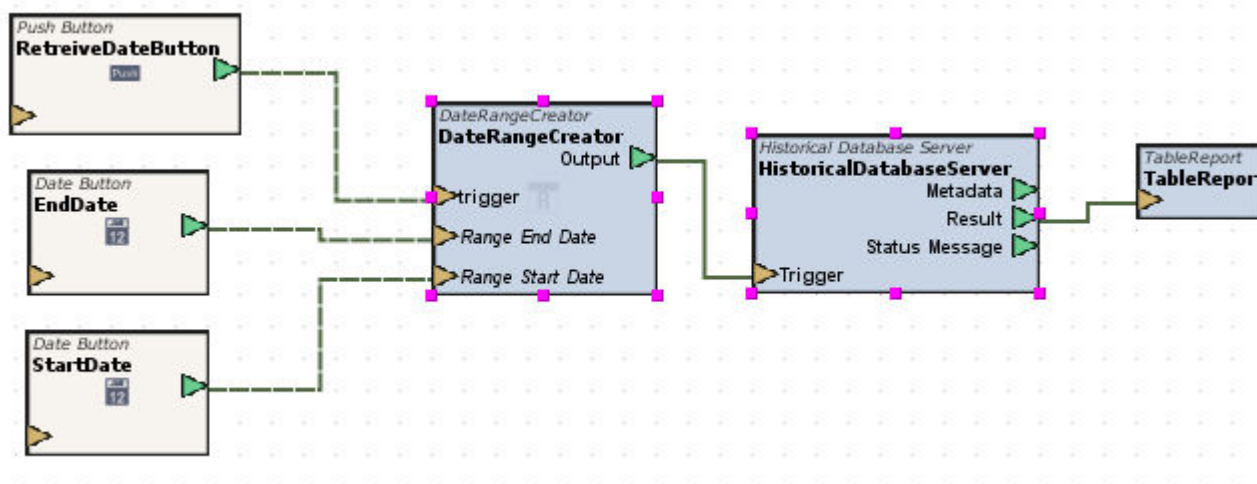 Push Button
RetreiveDateButton
Push
Date Button
EndDate
12
Date Button
StartDate
12
DateRangeCreator
DateRangeCreator
Output
trigger
Range End Date
Range Start Date
Historical Database Server
HistoricalDatabaseServer
Metadata
Result
Status Message
Trigger
TableReport
TableReport